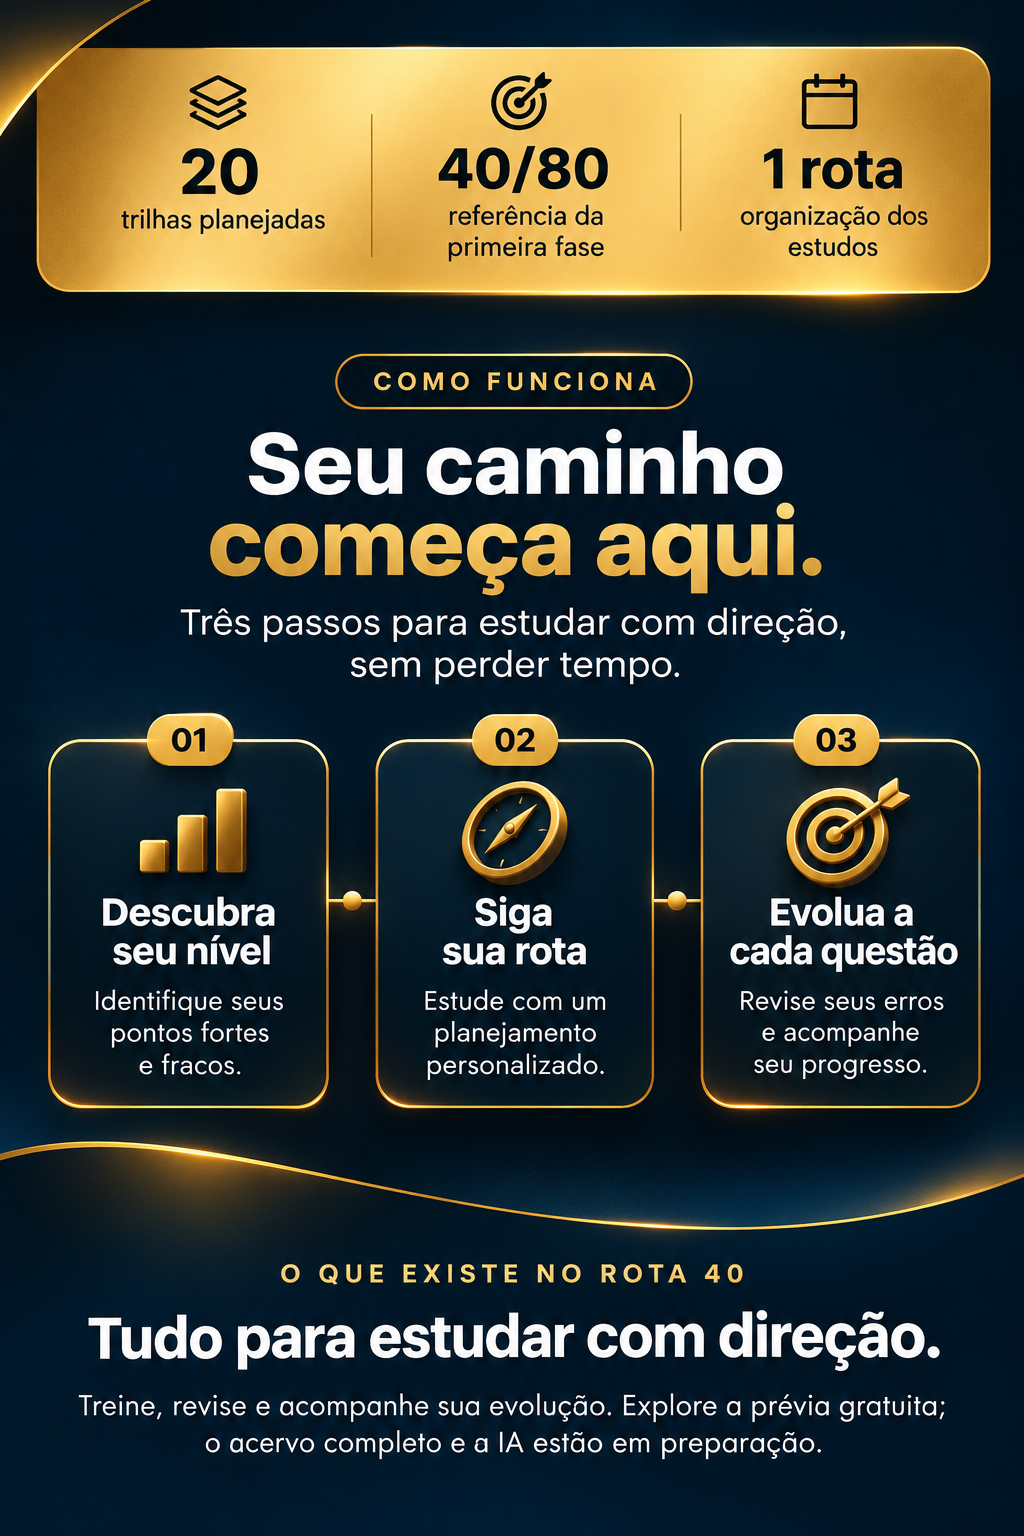 20
trilhas planejadas
40/80
referência da
primeira fase
1 rota
organização dos
estudos
COMO FUNCIONA
Seu caminho
começa aqui.
Três passos para estudar com direção,
sem perder tempo.
01
Descubra
seu nível
Identifique seus
pontos fortes
e fracos.
02
Siga
sua rota
Estude com um
planejamento
personalizado.
03
Evolua a
cada questão
Revise seus erros
e acompanhe
seu progresso.
O QUE EXISTE NO ROTA 40
Tudo para estudar com direção.
Treine, revise e acompanhe sua evolução. Explore a prévia gratuita;
o acervo completo e a IA estão em preparação.